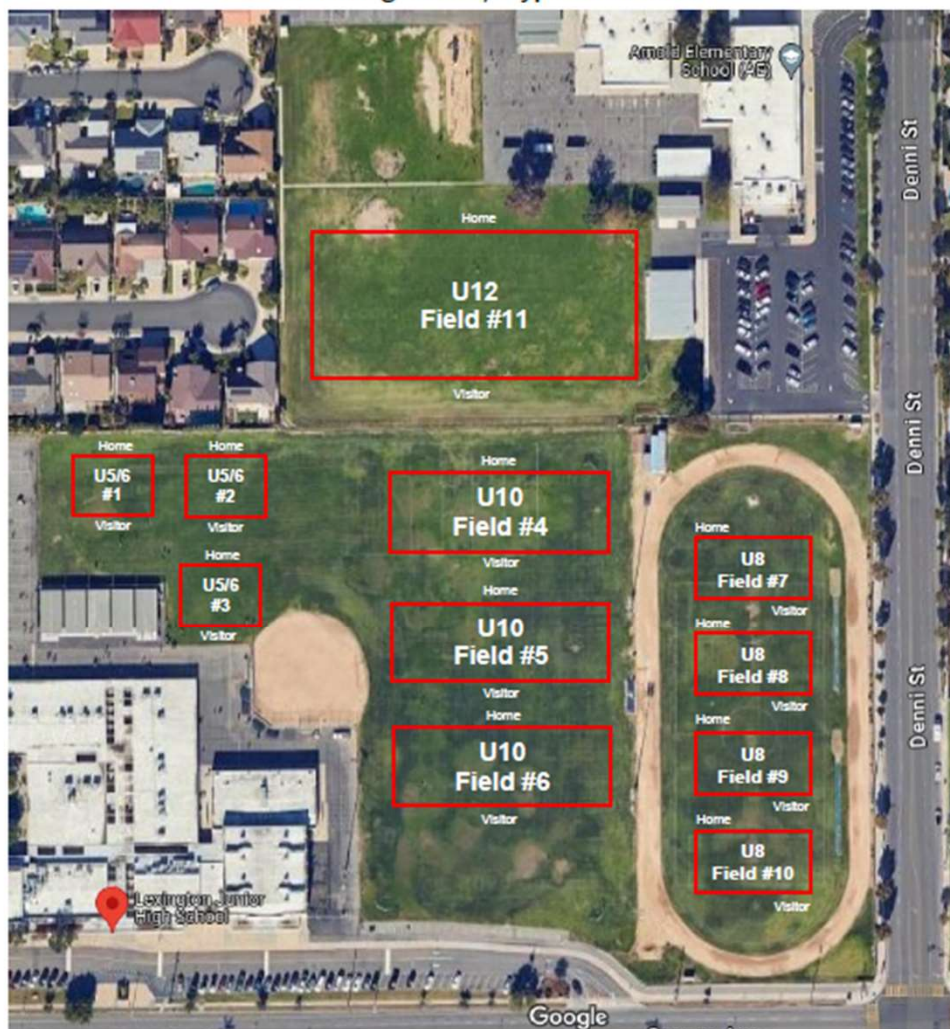 Arnold Elementary
School (AE)
Denni St
Home
U12
Field #11
Visitor
Denni St
Home
U5/6
#1
Visitor
Home
U5/6
#2
Visitor
Home
U5/6
#3
Visitor
Home
U10
Field #4
Visitor
Home
U10
Field #5
Visitor
Home
U10
Field #6
Visitor
Home
U8
Field #7
Visitor
Home
U8
Field #8
Visitor
Home
U8
Field #9
Visitor
Home
U8
Field #10
Visitor
Denni St
Lexington Junior
High School
Google